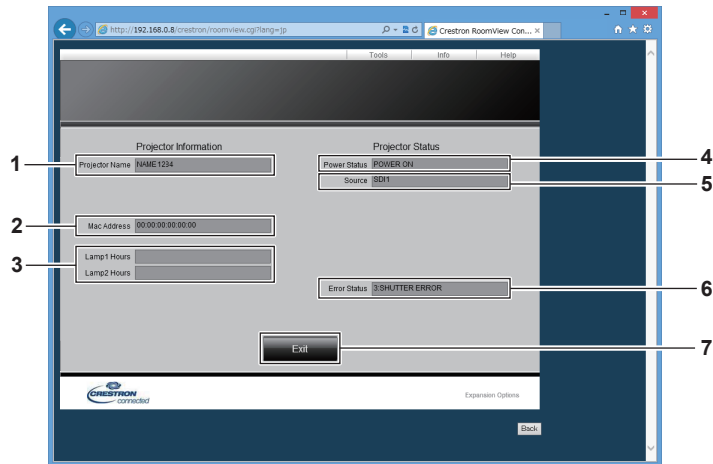 http://192.168.0.8/crestron/roomview.cgi?lang=jp
Crestron RoomView Con...
Tools Info Help
Projector Information
Projector Status
1
Projector Name NAME1234
Power Status POWER ON
4
Source SDI1
5
2
Mac Address 00:00:00:00:00:00
3
Lamp1 Hours
Lamp2 Hours
Error Status 3:SHUTTER ERROR
6
Exit
7
CRESTRON
connected
Expansion Options
Back